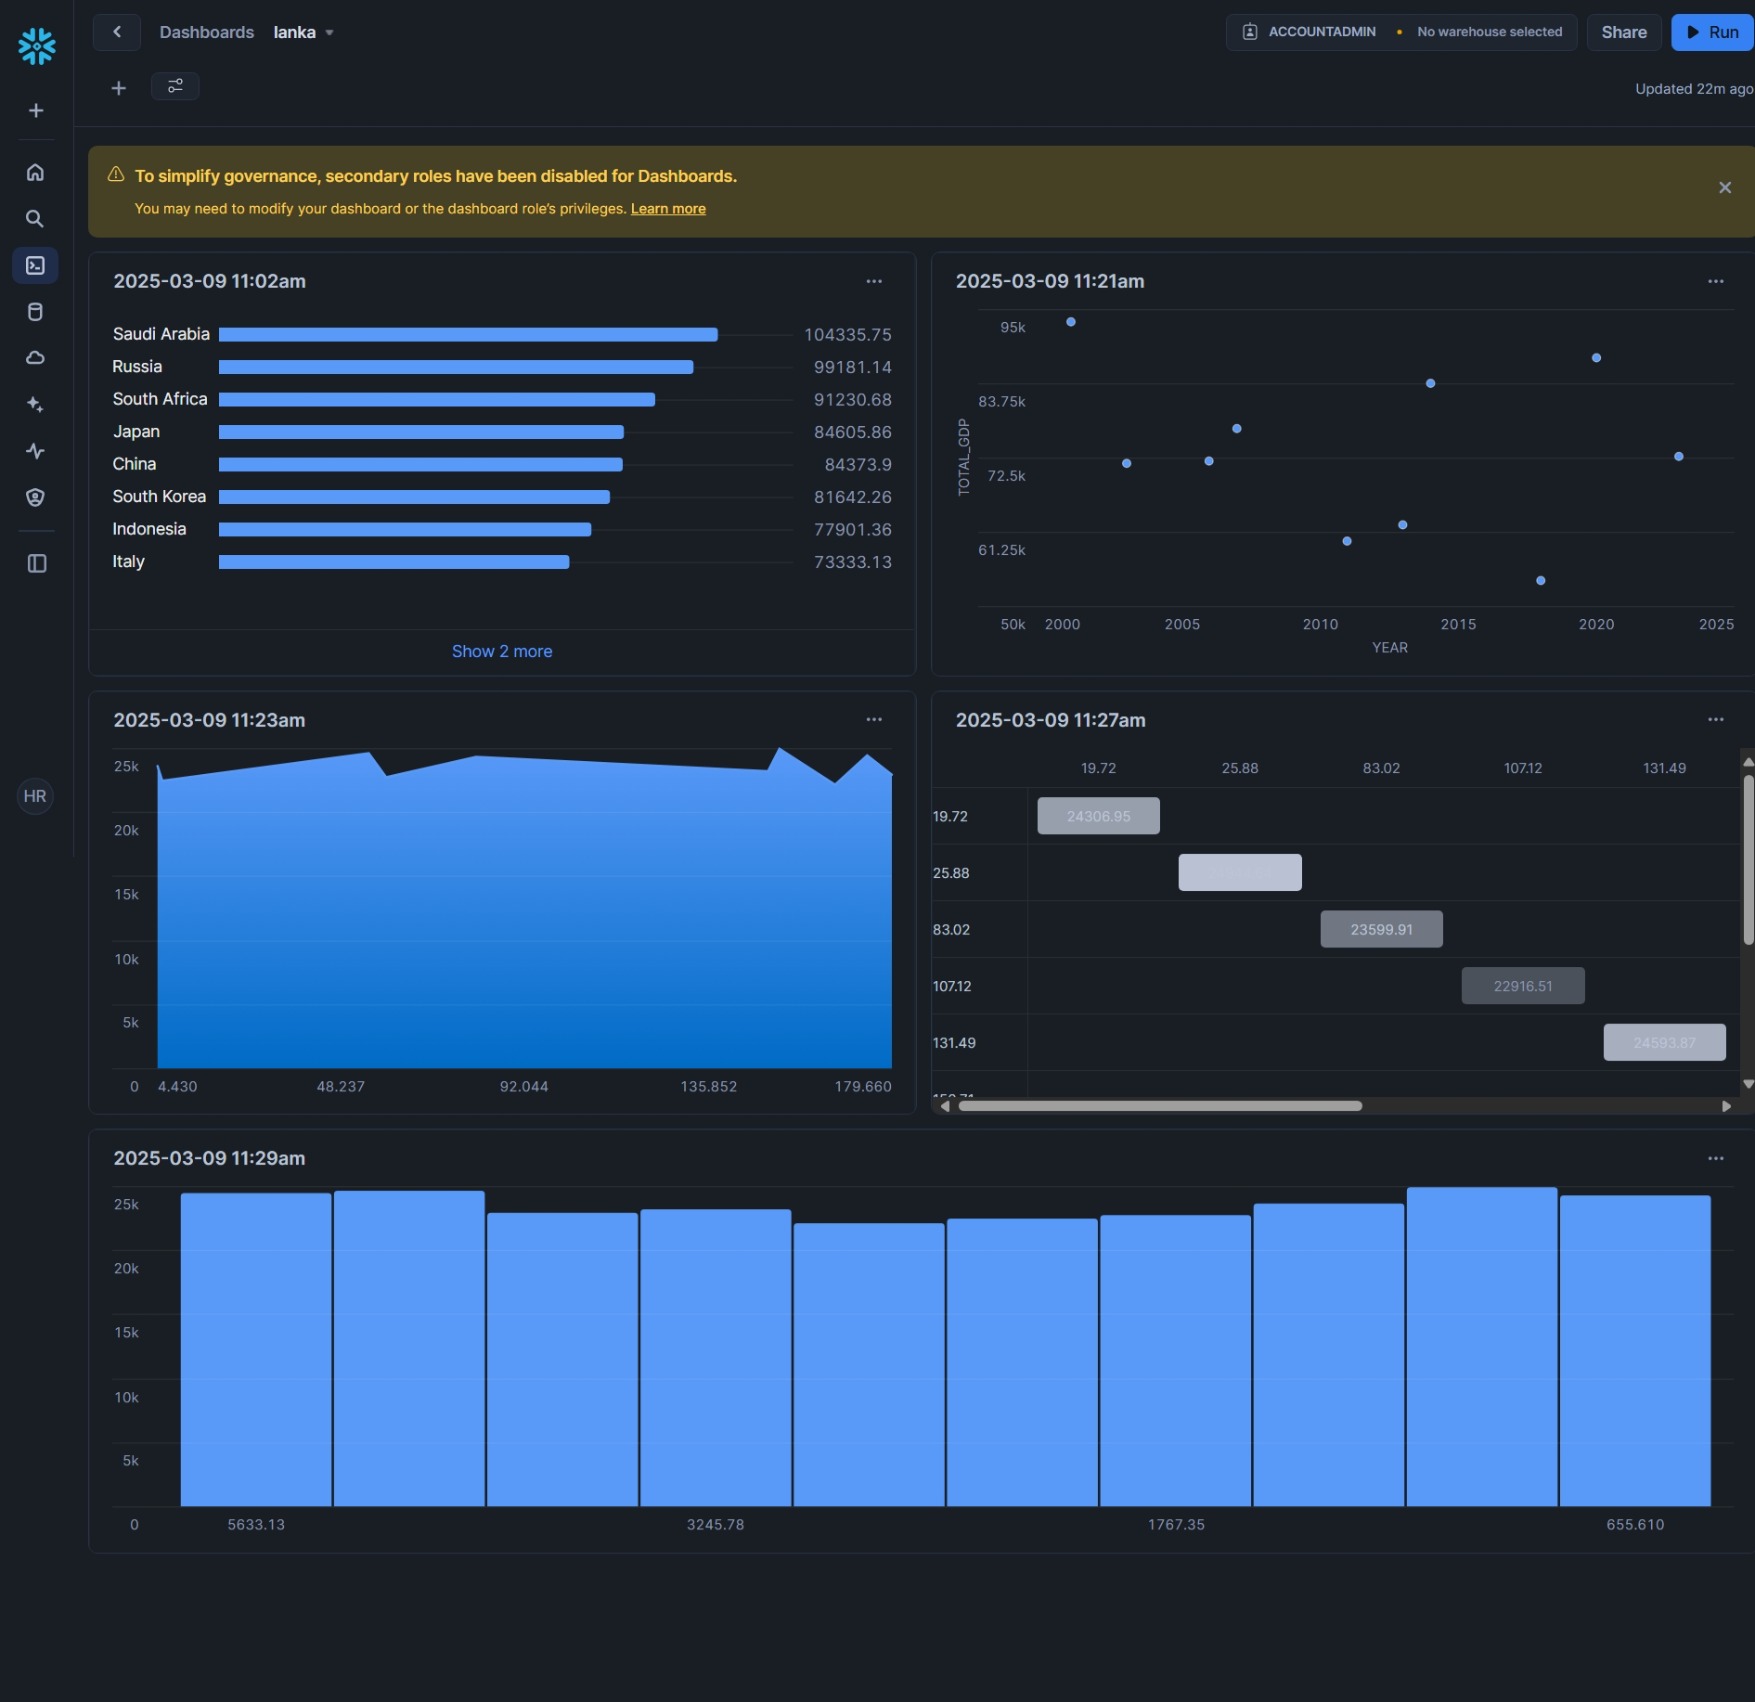 Dashboards lanka
ACCOUNTADMIN • No warehouse selected
Share
Run
Updated 22m ago
To simplify governance, secondary roles have been disabled for Dashboards.
You may need to modify your dashboard or the dashboard role's privileges. Learn more
2025-03-09 11:02am
Saudi Arabia 104335.75
Russia 99181.14
South Africa 91230.68
Japan 84605.86
China 84373.9
South Korea 81642.26
Indonesia 77901.36
Italy 73333.13
Show 2 more
2025-03-09 11:21am
95k
83.75k
72.5k
61.25k
50k
TOTAL_GDP
2000 2005 2010 2015 2020 2025
YEAR
HR
2025-03-09 11:23am
25k
20k
15k
10k
5k
0 4.430 48.237 92.044 135.852 179.660
2025-03-09 11:27am
19.72 25.88 83.02 107.12 131.49
19.72 24306.95
25.88
83.02 23599.91
107.12 22916.51
131.49 24593.87
2025-03-09 11:29am
25k
20k
15k
10k
5k
0 5633.13 3245.78 1767.35 655.610